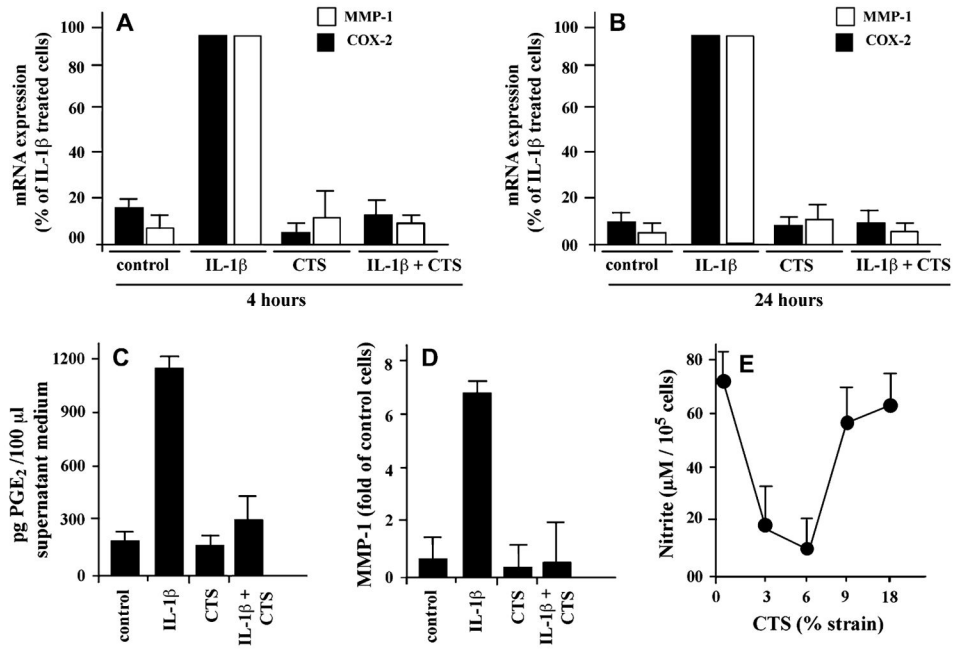 A
MMP-1
COX-2
mRNA expression
(% of IL-1β treated cells)
100
80
60
40
20
00
control
IL-1β
CTS
IL-1β + CTS
4 hours
B
MMP-1
COX-2
mRNA expression
(% of IL-1β treated cells)
100
80
60
40
20
00
control
IL-1β
CTS
IL-1β + CTS
24 hours
C
pg PGE2 /100 µl
supernatant medium
1200
900
600
300
0
control
IL-1β
CTS
IL-1β +
CTS
D
MMP-1 (fold of control cells)
8
6
4
2
0
control
IL-1β
CTS
IL-1β +
CTS
E
Nitrite (µM / 10⁵ cells)
80
60
40
20
00
0 3 6 9 18
CTS (% strain)